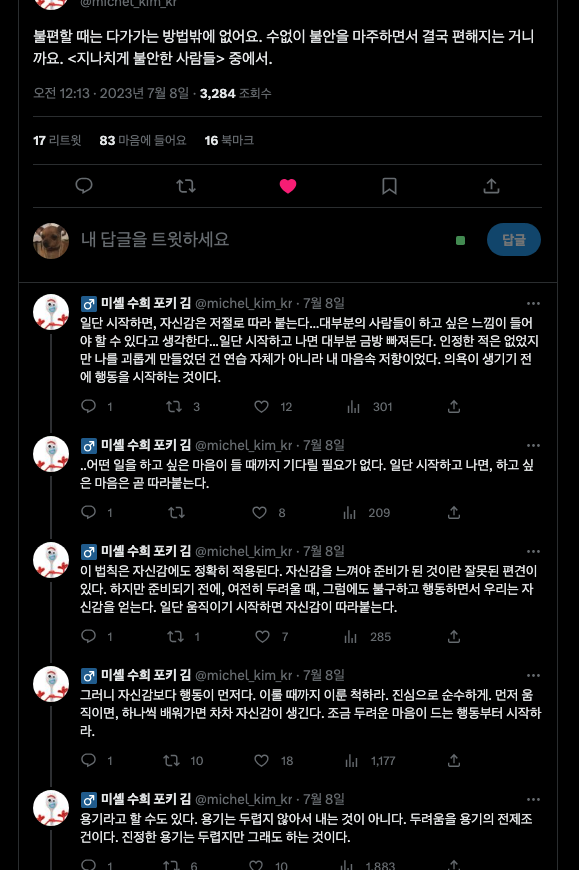 @michel_kim_kr
불편할 때는 다가가는 방법밖에 없어요. 수없이 불안을 마주하면서 결국 편해지는 거니
까요. <지나치게 불안한 사람들> 중에서.
오전 12:13 · 2023년 7월 8일 · 3,284 조회수
17 리트윗 83 마음에 들어요 16 북마크
내 답글을 트윗하세요 답글
미셸 수희 포키 김 @michel_kim_kr · 7월 8일
일단 시작하면, 자신감은 저절로 따라 붙는다...대부분의 사람들이 하고 싶은 느낌이 들어
야 할 수 있다고 생각한다...일단 시작하고 나면 대부분 금방 빠져든다. 인정한 적은 없었지
만 나를 괴롭게 만들었던 건 연습 자체가 아니라 내 마음속 저항이었다. 의욕이 생기기 전
에 행동을 시작하는 것이다.
1 3 12 301
미셸 수희 포키 김 @michel_kim_kr · 7월 8일
..어떤 일을 하고 싶은 마음이 들 때까지 기다릴 필요가 없다. 일단 시작하고 나면, 하고 싶
은 마음은 곧 따라붙는다.
1 8 209
미셸 수희 포키 김 @michel_kim_kr · 7월 8일
이 법칙은 자신감에도 정확히 적용된다. 자신감을 느껴야 준비가 된 것이란 잘못된 편견이
있다. 하지만 준비되기 전에, 여전히 두려울 때, 그럼에도 불구하고 행동하면서 우리는 자
신감을 얻는다. 일단 움직이기 시작하면 자신감이 따라붙는다.
1 1 7 285
미셸 수희 포키 김 @michel_kim_kr · 7월 8일
그러니 자신감보다 행동이 먼저다. 이룰 때까지 이룬 척하라. 진심으로 순수하게. 먼저 움
직이면, 하나씩 배워가면 차차 자신감이 생긴다. 조금 두려운 마음이 드는 행동부터 시작하
라.
1 10 18 1,177
미셸 수희 포키 김 @michel_kim_kr · 7월 8일
용기라고 할 수도 있다. 용기는 두렵지 않아서 내는 것이 아니다. 두려움을 용기의 전제조
건이다. 진정한 용기는 두렵지만 그래도 하는 것이다.
1 6 10 1,883